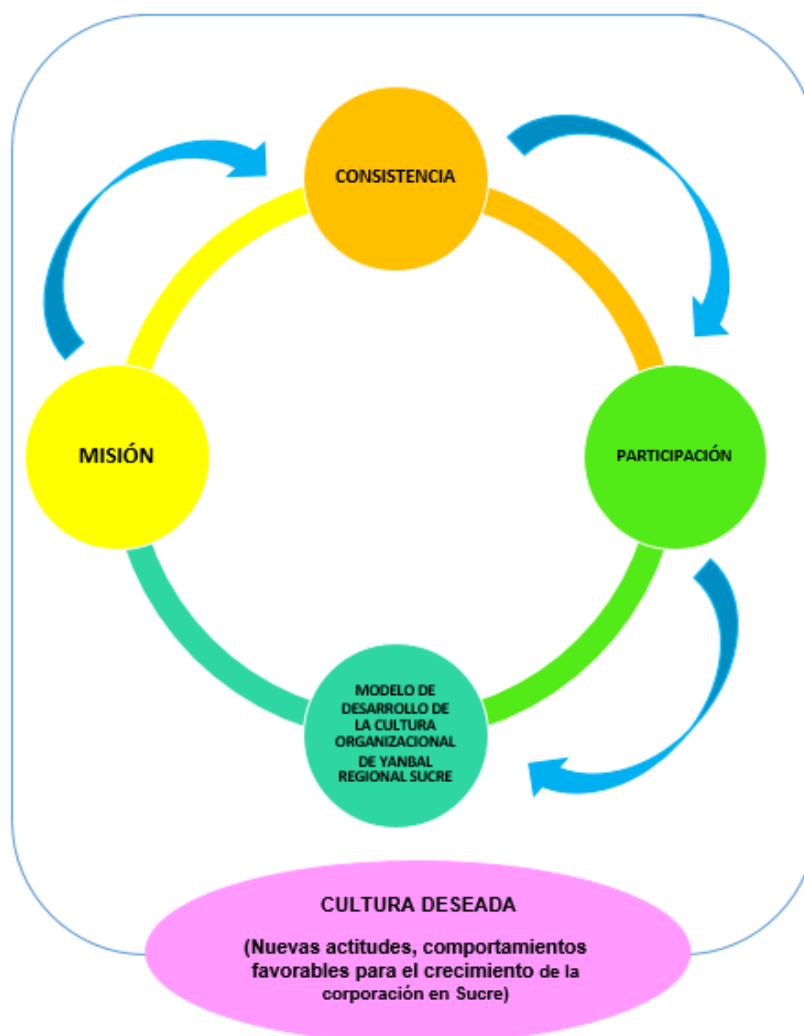 CONSISTENCIA
MISIÓN
PARTICIPACIÓN
MODELO DE
DESARROLLO DE
LA CULTURA
ORGANIZACIONAL
DE YANBAL
REGIONAL SUCRE
CULTURA DESEADA
(Nuevas actitudes, comportamientos
favorables para el crecimiento de la
corporación en Sucre)